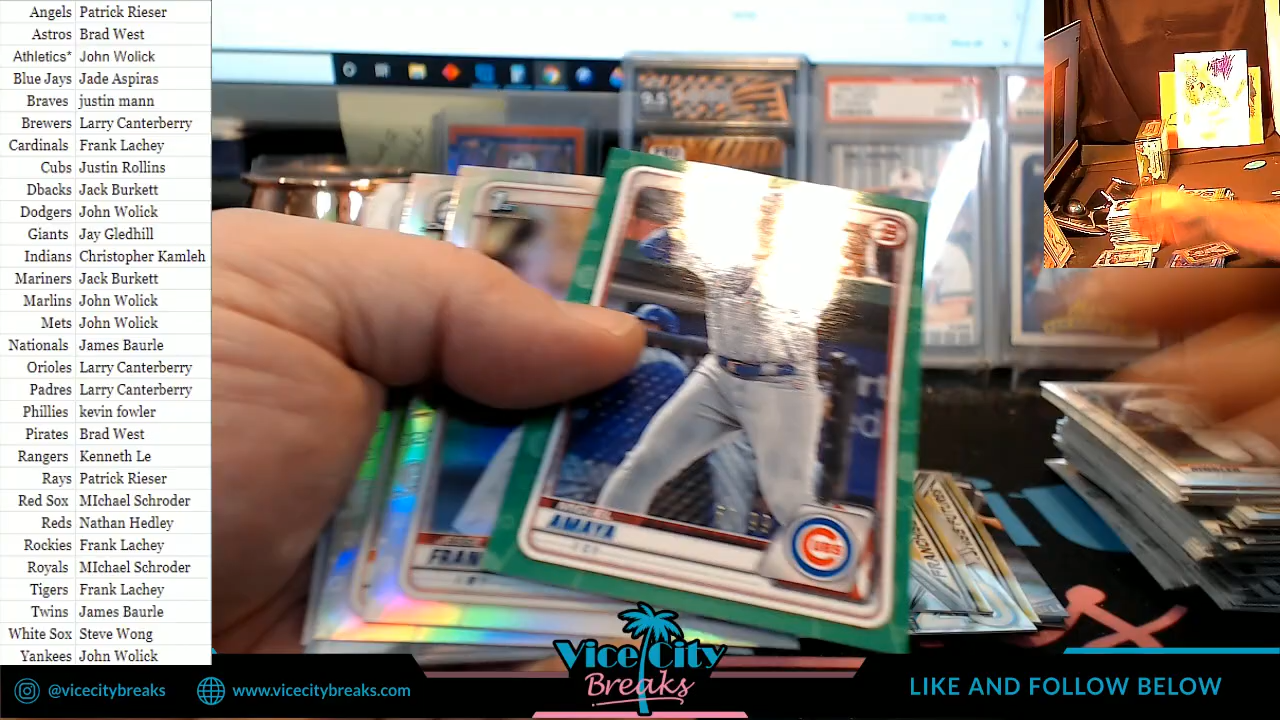 Angels Patrick Rieser
Astros Brad West
Athletics* John Wolick
Blue Jays Jade Aspiras
Braves justin mann
Brewers Larry Canterberry
Cardinals Frank Lachey
Cubs Justin Rollins
Dbacks Jack Burkett
Dodgers John Wolick
Giants Jay Gledhill
Indians Christopher Kamleh
Mariners Jack Burkett
Marlins John Wolick
Mets John Wolick
Nationals James Baurle
Orioles Larry Canterberry
Padres Larry Canterberry
Phillies kevin fowler
Pirates Brad West
Rangers Kenneth Le
Rays Patrick Rieser
Red Sox MIchael Schroder
Reds Nathan Hedley
Rockies Frank Lachey
Royals MIchael Schroder
Tigers Frank Lachey
Twins James Baurle
White Sox Steve Wong
Yankees John Wolick
9.5
MIGUEL
AMAYA
CUBS
FRAN
@vicecitybreaks
www.vicecitybreaks.com
Vice City
Breaks
LIKE AND FOLLOW BELOW